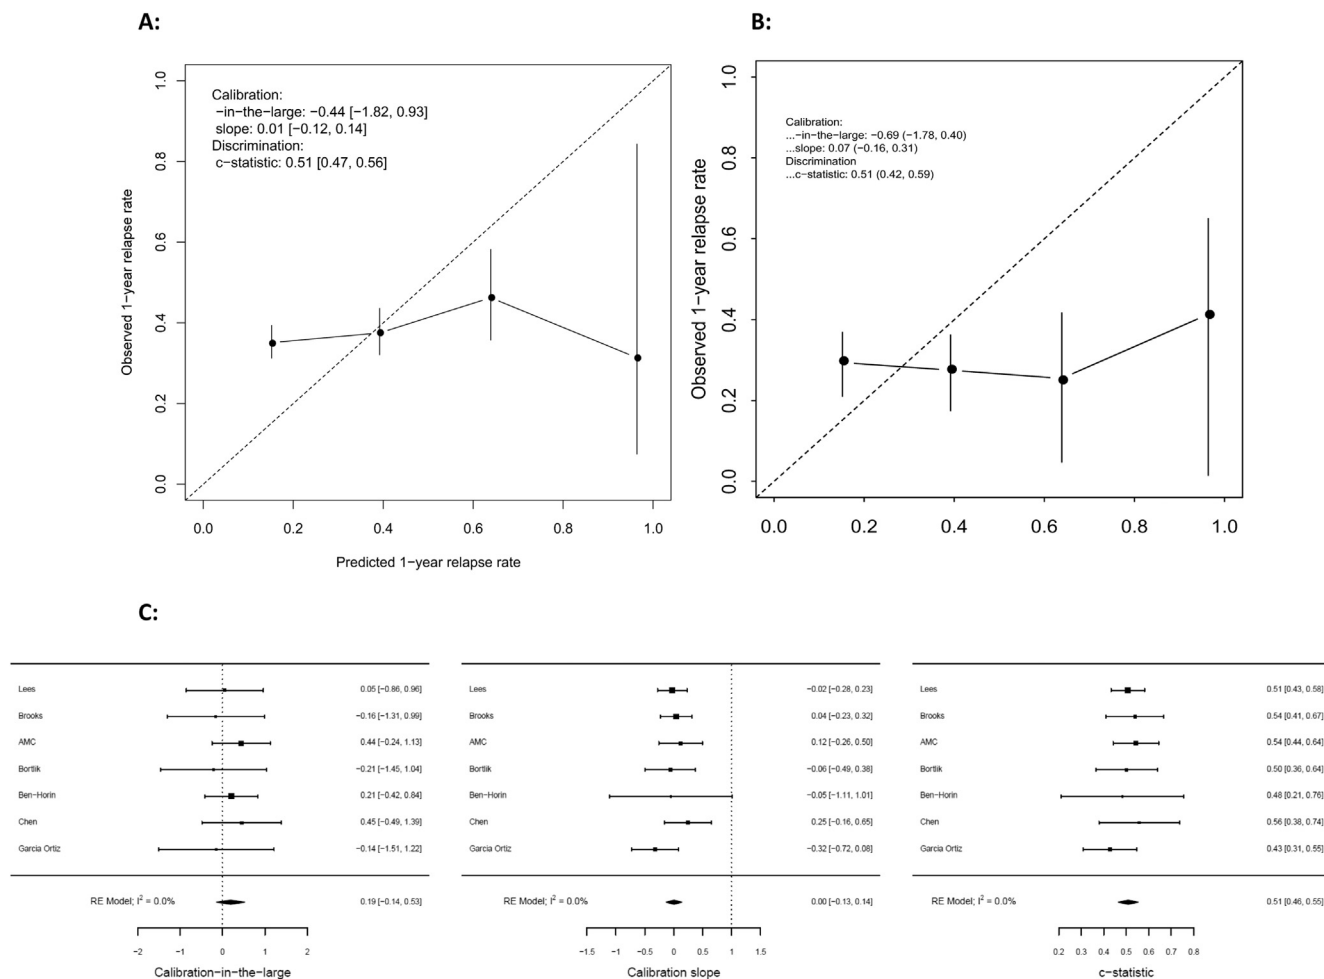 A:
B:
Calibration:
−in−the−large: −0.44 [−1.82, 0.93]
slope: 0.01 [−0.12, 0.14]
Discrimination:
c−statistic: 0.51 [0.47, 0.56]
Observed 1−year relapse rate
1.0
0.8
0.6
0.4
0.2
0.0
0.0 0.2 0.4 0.6 0.8 1.0
Predicted 1−year relapse rate
Calibration:
...−in−the−large: −0.69 (−1.78, 0.40)
...slope: 0.07 (−0.16, 0.31)
Discrimination
...c−statistic: 0.51 (0.42, 0.59)
Observed 1−year relapse rate
1.0
0.8
0.6
0.4
0.2
0.0
0.0 0.2 0.4 0.6 0.8 1.0
C:
Lees 0.05 [−0.86, 0.96]
Brooks −0.16 [−1.31, 0.99]
AMC 0.44 [−0.24, 1.13]
Bortlik −0.21 [−1.45, 1.04]
Ben−Horin 0.21 [−0.42, 0.84]
Chen 0.45 [−0.49, 1.39]
Garcia Ortiz −0.14 [−1.51, 1.22]
RE Model; I² = 0.0% 0.19 [−0.14, 0.53]
−2 −1 0 1 2
Calibration−in−the−large
Lees −0.02 [−0.28, 0.23]
Brooks 0.04 [−0.23, 0.32]
AMC 0.12 [−0.26, 0.50]
Bortlik −0.06 [−0.49, 0.38]
Ben−Horin −0.05 [−1.11, 1.01]
Chen 0.25 [−0.16, 0.65]
Garcia Ortiz −0.32 [−0.72, 0.08]
RE Model; I² = 0.0% 0.00 [−0.13, 0.14]
−1.5 −1 −0.5 0 0.5 1 1.5
Calibration slope
Lees 0.51 [0.43, 0.58]
Brooks 0.54 [0.41, 0.67]
AMC 0.54 [0.44, 0.64]
Bortlik 0.50 [0.36, 0.64]
Ben−Horin 0.48 [0.21, 0.76]
Chen 0.56 [0.38, 0.74]
Garcia Ortiz 0.43 [0.31, 0.55]
RE Model; I² = 0.0% 0.51 [0.46, 0.55]
0.2 0.3 0.4 0.5 0.6 0.7 0.8
c−statistic